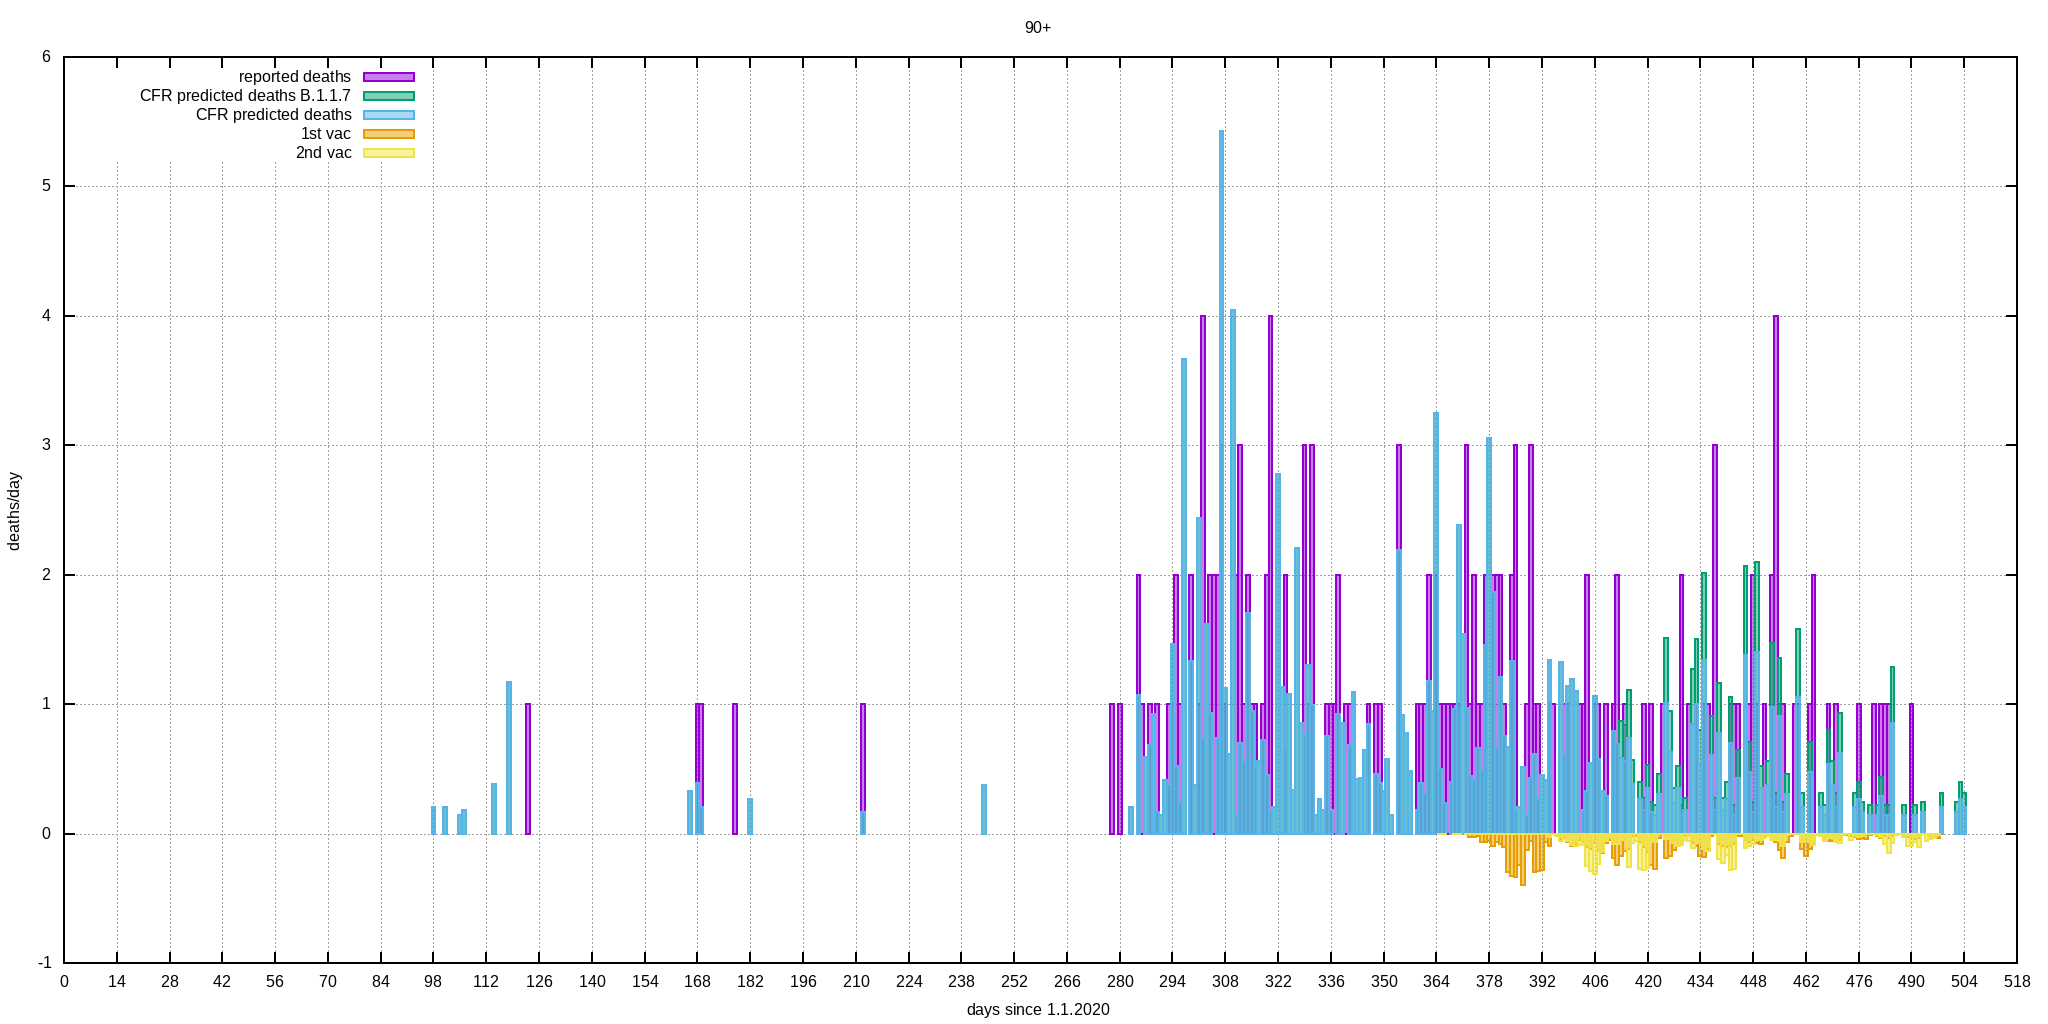 90+
reported deaths
CFR predicted deaths B.1.1.7
CFR predicted deaths
1st vac
2nd vac
6
5
4
3
2
1
0
-1
deaths/day
0 14 28 42 56 70 84 98 112 126 140 154 168 182 196 210 224 238 252 266 280 294 308 322 336 350 364 378 392 406 420 434 448 462 476 490 504 518
days since 1.1.2020